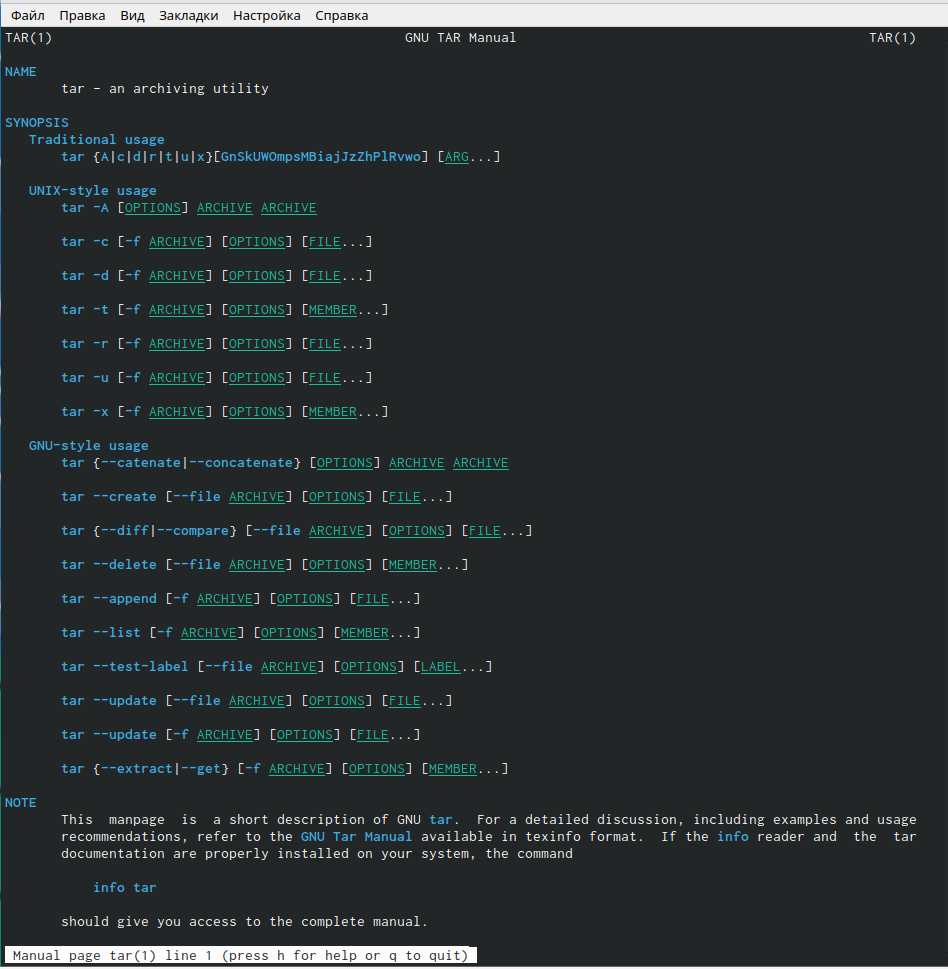 Файл Правка Вид Закладки Настройка Справка
TAR(1) GNU TAR Manual TAR(1)
NAME
tar - an archiving utility
SYNOPSIS
Traditional usage
tar {A|c|d|r|t|u|x}[GnSkUWOmpsMBiajJzZhPlRvwo] [ARG...]
UNIX-style usage
tar -A [OPTIONS] ARCHIVE ARCHIVE
tar -c [-f ARCHIVE] [OPTIONS] [FILE...]
tar -d [-f ARCHIVE] [OPTIONS] [FILE...]
tar -t [-f ARCHIVE] [OPTIONS] [MEMBER...]
tar -r [-f ARCHIVE] [OPTIONS] [FILE...]
tar -u [-f ARCHIVE] [OPTIONS] [FILE...]
tar -x [-f ARCHIVE] [OPTIONS] [MEMBER...]
GNU-style usage
tar {--catenate|--concatenate} [OPTIONS] ARCHIVE ARCHIVE
tar --create [--file ARCHIVE] [OPTIONS] [FILE...]
tar {--diff|--compare} [--file ARCHIVE] [OPTIONS] [FILE...]
tar --delete [--file ARCHIVE] [OPTIONS] [MEMBER...]
tar --append [-f ARCHIVE] [OPTIONS] [FILE...]
tar --list [-f ARCHIVE] [OPTIONS] [MEMBER...]
tar --test-label [--file ARCHIVE] [OPTIONS] [LABEL...]
tar --update [--file ARCHIVE] [OPTIONS] [FILE...]
tar --update [-f ARCHIVE] [OPTIONS] [FILE...]
tar {--extract|--get} [-f ARCHIVE] [OPTIONS] [MEMBER...]
NOTE
This manpage is a short description of GNU tar. For a detailed discussion, including examples and usage
recommendations, refer to the GNU Tar Manual available in texinfo format. If the info reader and the tar
documentation are properly installed on your system, the command
info tar
should give you access to the complete manual.
Manual page tar(1) line 1 (press h for help or q to quit)